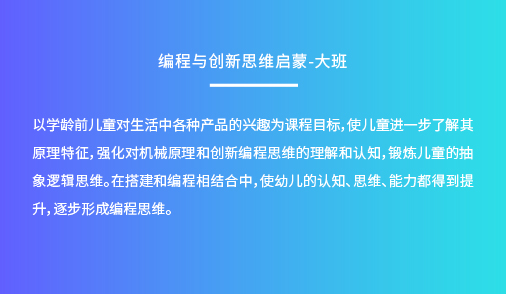 编程与创新思维启蒙-大班
以学龄前儿童对生活中各种产品的兴趣为课程目标,使儿童进一步了解其
原理特征,强化对机械原理和创新编程思维的理解和认知,锻炼儿童的抽
象逻辑思维。在搭建和编程相结合中,使幼儿的认知、思维、能力都得到提
升,逐步形成编程思维。